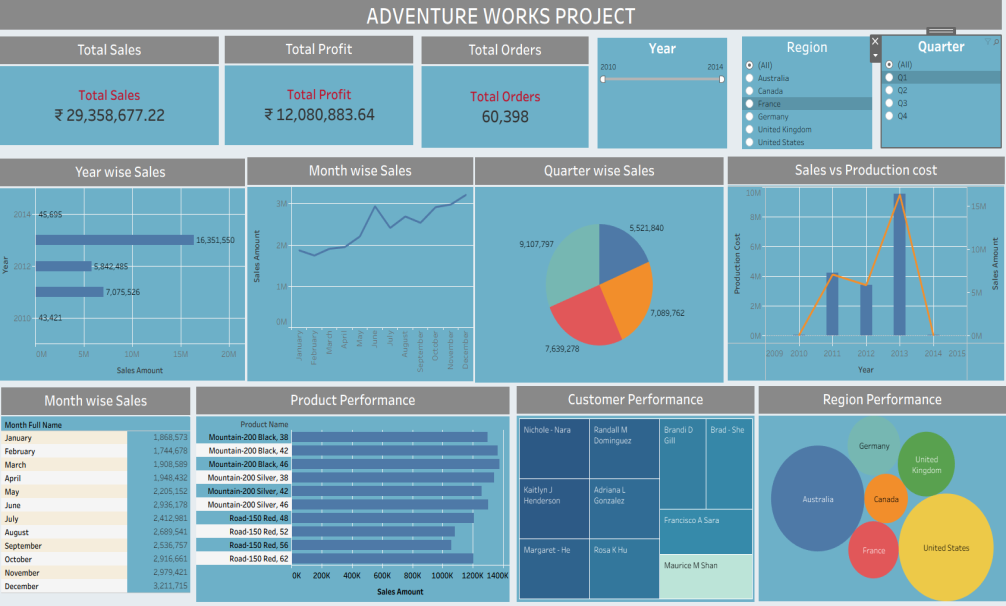 ADVENTURE WORKS PROJECT
Total Sales
Total Sales
₹ 29,358,677.22
Total Profit
Total Profit
₹ 12,080,883.64
Total Orders
Total Orders
60,398
Year
2010 2014
Region
(All)
Australia
Canada
France
Germany
United Kingdom
United States
Quarter
(All)
Q1
Q2
Q3
Q4
Year wise Sales
Year
2014 45,695
16,351,550
2012 5,842,485
7,075,526
2010 43,421
0M 5M 10M 15M 20M
Sales Amount
Month wise Sales
Sales Amount
3M
2M
1M
0M
January
February
March
April
May
June
July
August
September
October
November
December
Quarter wise Sales
5,521,840
9,107,797
7,089,762
7,639,278
Sales vs Production cost
Production Cost
10M
8M
6M
4M
2M
0M
15M
10M
5M
0M
Sales Amount
2009 2010 2011 2012 2013 2014 2015
Year
Month wise Sales
Month Full Name
January 1,868,573
February 1,744,678
March 1,908,589
April 1,948,432
May 2,205,152
June 2,936,178
July 2,412,981
August 2,689,541
September 2,536,757
October 2,916,661
November 2,979,421
December 3,211,715
Product Performance
Product Name
Mountain-200 Black, 38
Mountain-200 Black, 42
Mountain-200 Black, 46
Mountain-200 Silver, 38
Mountain-200 Silver, 42
Mountain-200 Silver, 46
Road-150 Red, 48
Road-150 Red, 52
Road-150 Red, 56
Road-150 Red, 62
0K 200K 400K 600K 800K 1000K 1200K 1400K
Sales Amount
Customer Performance
Nichole - Nara
Randall M
Dominguez
Brandi D
Gill
Brad - She
Kaitlyn J
Henderson
Adriana L
Gonzalez
Francisco A Sara
Margaret - He
Rosa K Hu
Maurice M Shan
Region Performance
Germany
United
Kingdom
Australia
Canada
France
United States